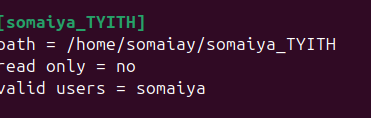 [somaiya_TYITH]
path = /home/somaiay/somaiya_TYITH
read only = no
valid users = somaiya